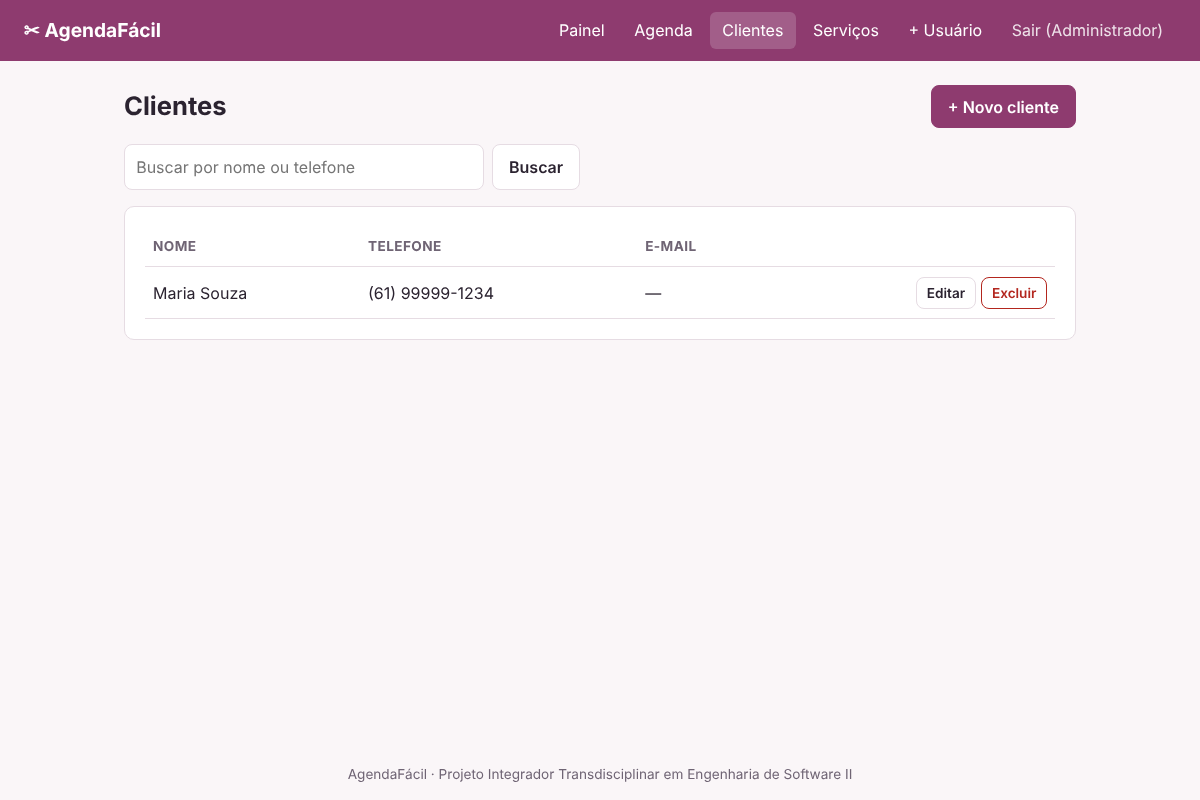 ✂ AgendaFácil Painel Agenda Clientes Serviços + Usuário Sair (Administrador)
Clientes + Novo cliente
Buscar por nome ou telefone Buscar
NOME TELEFONE E-MAIL
Maria Souza (61) 99999-1234 — Editar Excluir
AgendaFácil · Projeto Integrador Transdisciplinar em Engenharia de Software II